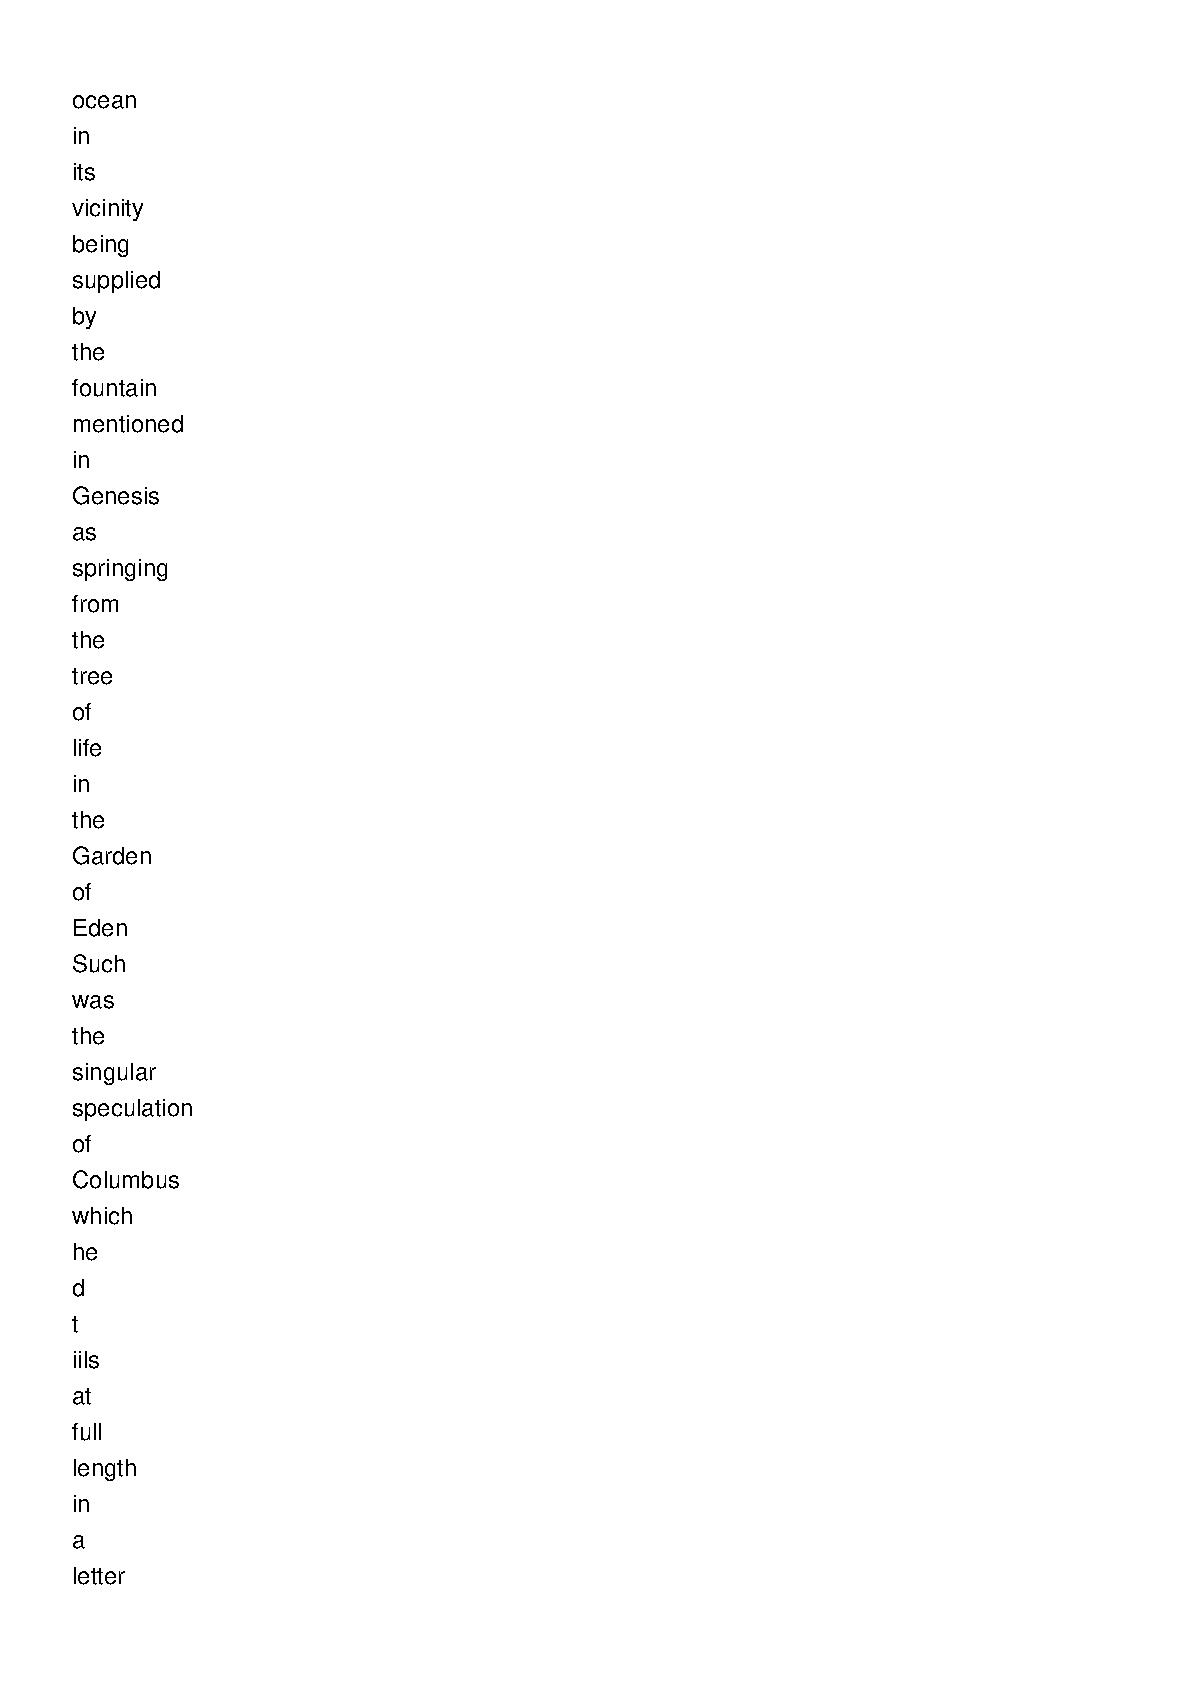 ocean
in
its
vicinity
being
supplied
by
the
fountain
mentioned
in
Genesis
as
springing
from
the
tree
of
life
in
the
Garden
of
Eden
Such
was
the
singular
speculation
of
Columbus
which
he
d
t
iils
at
full
length
in
a
letter